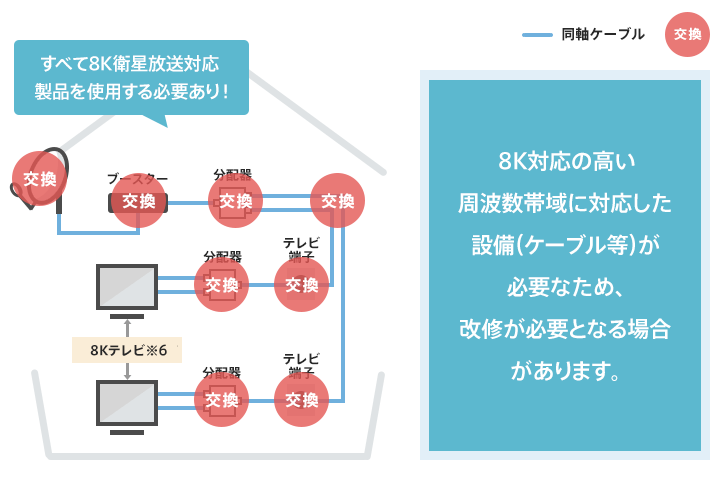 同軸ケーブル
交換
すべて8K衛星放送対応
製品を使用する必要あり！
交換
ブースター
交換
分配器
交換
交換
分配器
交換
テレビ
端子
交換
8Kテレビ※6
分配器
交換
テレビ
端子
交換
8K対応の高い
周波数帯域に対応した
設備(ケーブル等)が
必要なため、
改修が必要となる場合
があります。